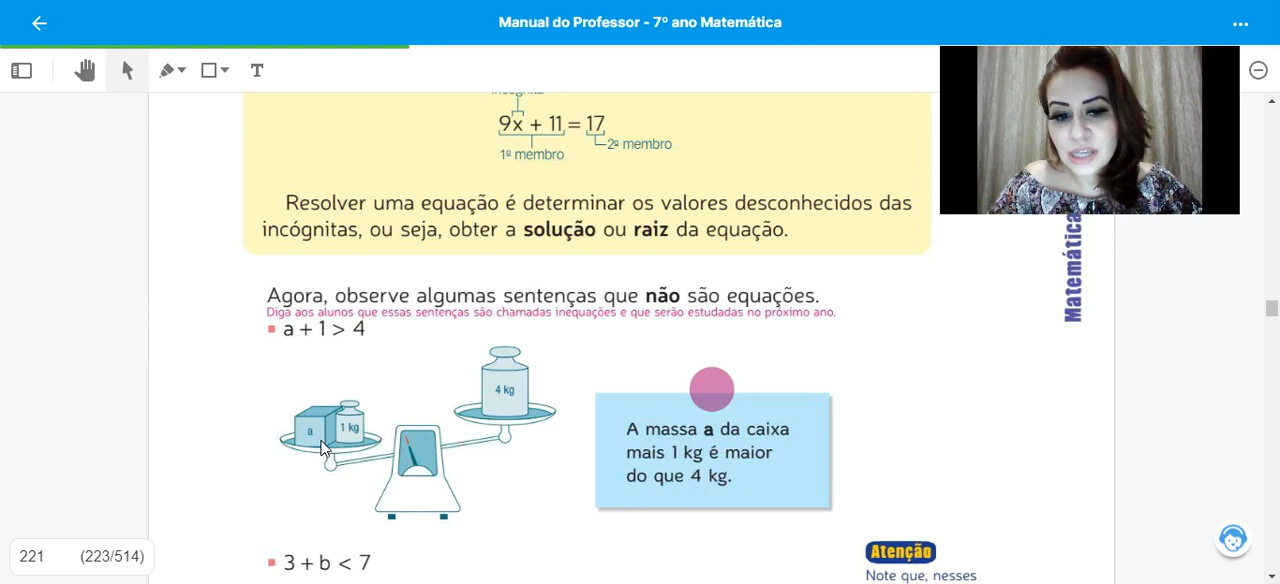 Manual do Professor - 7º ano Matemática
T
9x + 11 = 17
2º membro
1º membro
Resolver uma equação é determinar os valores desconhecidos das
incógnitas, ou seja, obter a solução ou raiz da equação.
Matemática
Agora, observe algumas sentenças que não são equações.
Diga aos alunos que essas sentenças são chamadas inequações e que serão estudadas no próximo ano.
a + 1 > 4
4 kg
a
1 kg
A massa a da caixa
mais 1 kg é maior
do que 4 kg.
221 (223/514)
3 + b < 7
Atenção
Note que, nesses